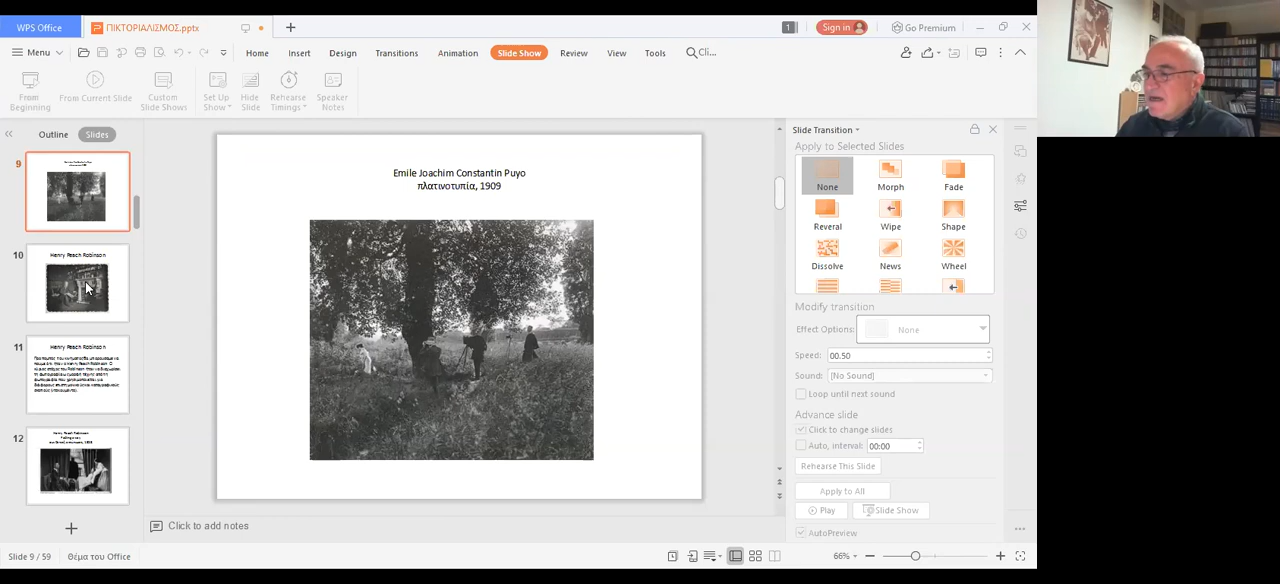 WPS Office
ΠΙΚΤΟΡΙΑΛΙΣΜΟΣ.pptx
1
Sign in
Go Premium
Menu
Home
Insert
Design
Transitions
Animation
Slide Show
Review
View
Tools
Cli...
From Beginning
From Current Slide
Custom Slide Shows
Set Up Show
Hide Slide
Rehearse Timings
Speaker Notes
Outline
Slides
9
10
Henry Peach Robinson
11
Henry Peach Robinson
12
Henry Peach Robinson
Emile Joachim Constantin Puyo
πλατινοτυπία, 1909
Slide Transition
Apply to Selected Slides
None
Morph
Fade
Reveral
Wipe
Shape
Dissolve
News
Wheel
Modify transition
Effect Options:
None
Speed:
00.50
Sound:
[No Sound]
Loop until next sound
Advance slide
Click to change slides
Auto, interval:
00:00
Rehearse This Slide
Apply to All
Play
Slide Show
AutoPreview
Click to add notes
Slide 9 / 59
Θέμα του Office
66%